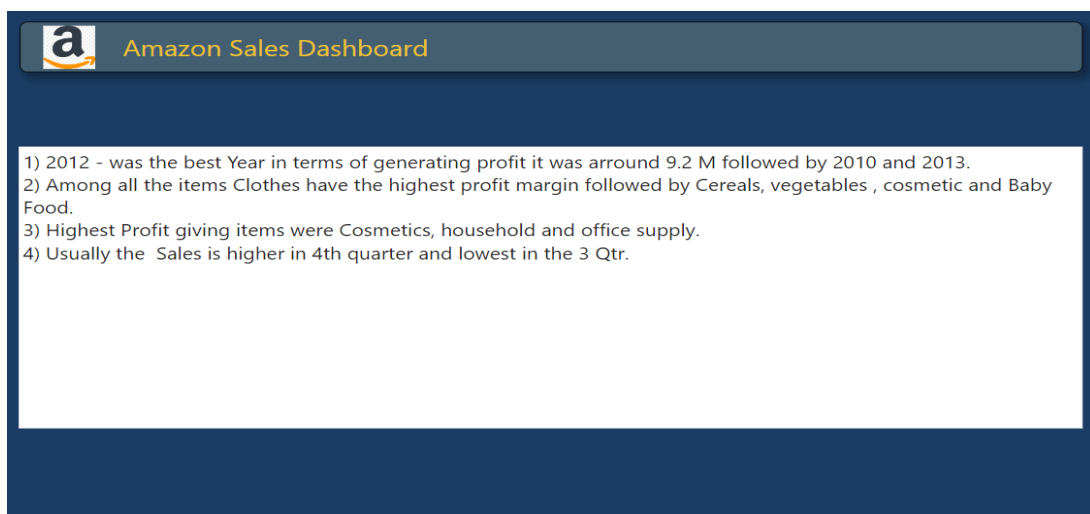 a
Amazon Sales Dashboard
1) 2012 - was the best Year in terms of generating profit it was arround 9.2 M followed by 2010 and 2013.
2) Among all the items Clothes have the highest profit margin followed by Cereals, vegetables , cosmetic and Baby
Food.
3) Highest Profit giving items were Cosmetics, household and office supply.
4) Usually the  Sales is higher in 4th quarter and lowest in the 3 Qtr.